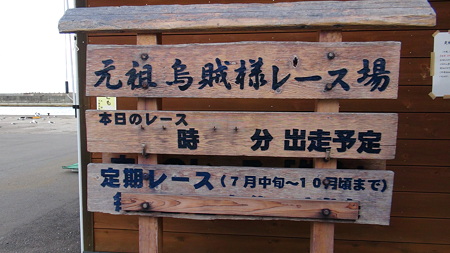 元祖烏賊様レース場
本日のレース
時 分 出走予定
定期レース(7月中旬~10月頃まで)